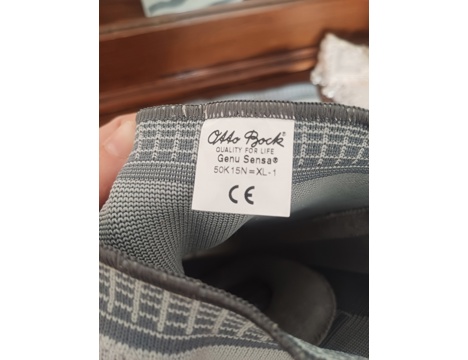 Otto Bock®
QUALITY FOR LIFE
Genu Sensa®
50K15N=XL-1
CE